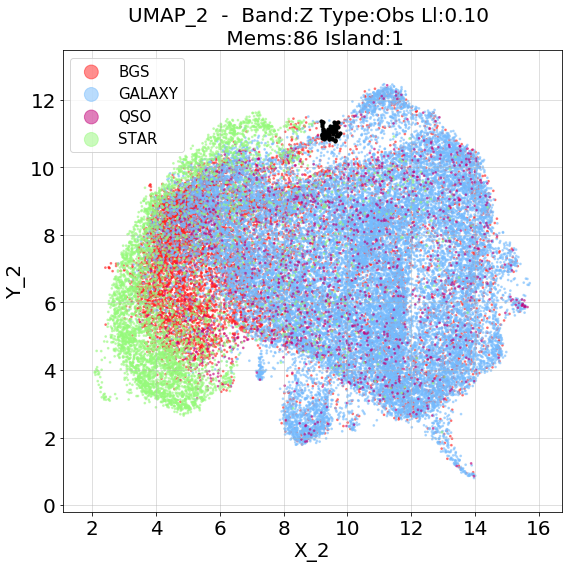 UMAP_2 - Band:Z Type:Obs Ll:0.10
Mems:86 Island:1
BGS
GALAXY
QSO
STAR
12
10
8
6
4
2
0
Y_2
2 4 6 8 10 12 14 16
X_2